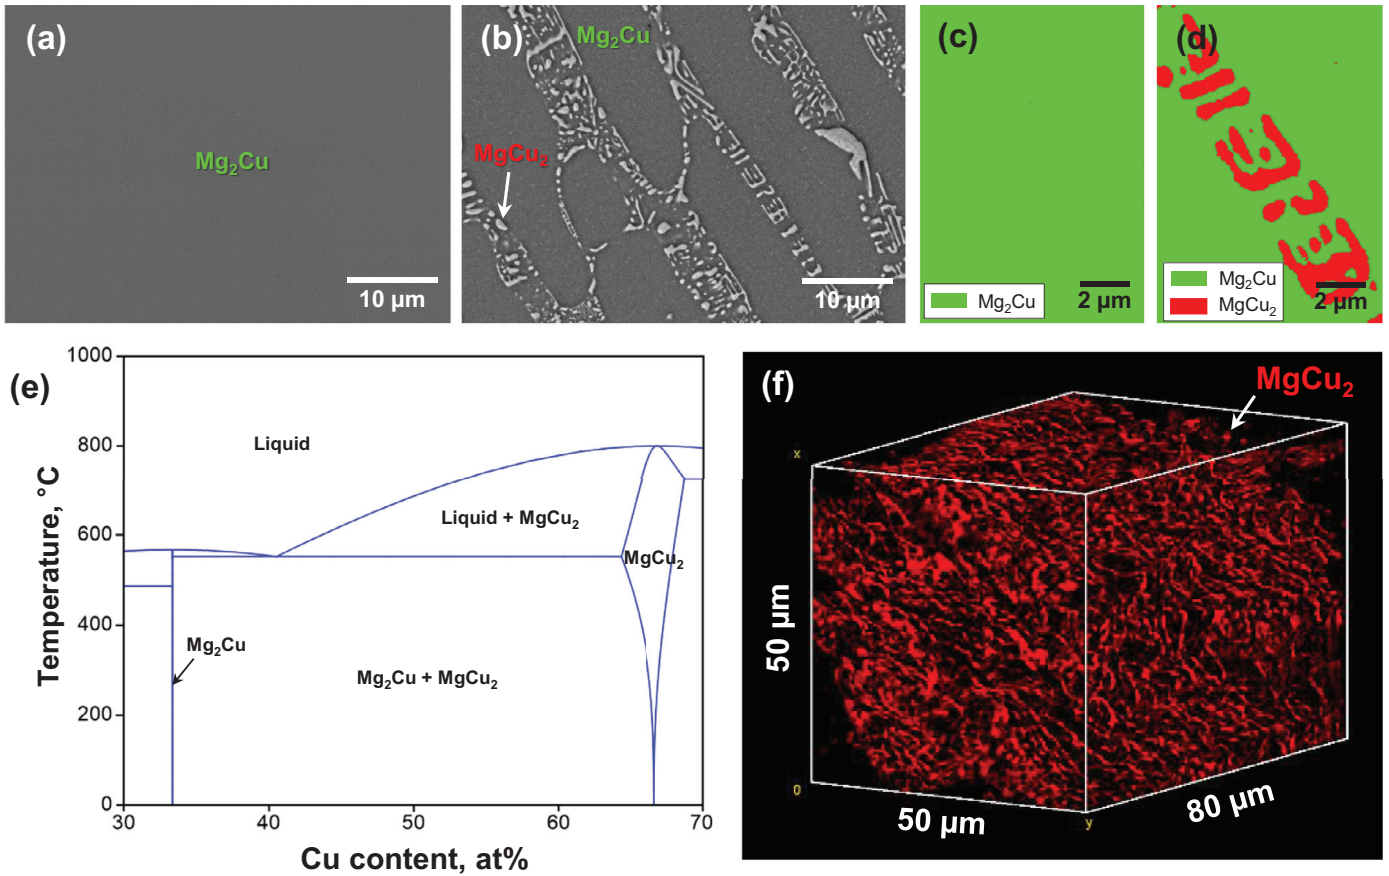 (a)
Mg₂Cu
10 µm
(b)
Mg₂Cu
MgCu₂
10 µm
(c)
Mg₂Cu
2 µm
(d)
Mg₂Cu
MgCu₂
2 µm
(e)
1000
800
600
400
200
0
Temperature, °C
Liquid
Liquid + MgCu₂
MgCu₂
Mg₂Cu
Mg₂Cu + MgCu₂
30
40
50
60
70
Cu content, at%
(f)
MgCu₂
x
50 µm
0
50 µm
y
80 µm